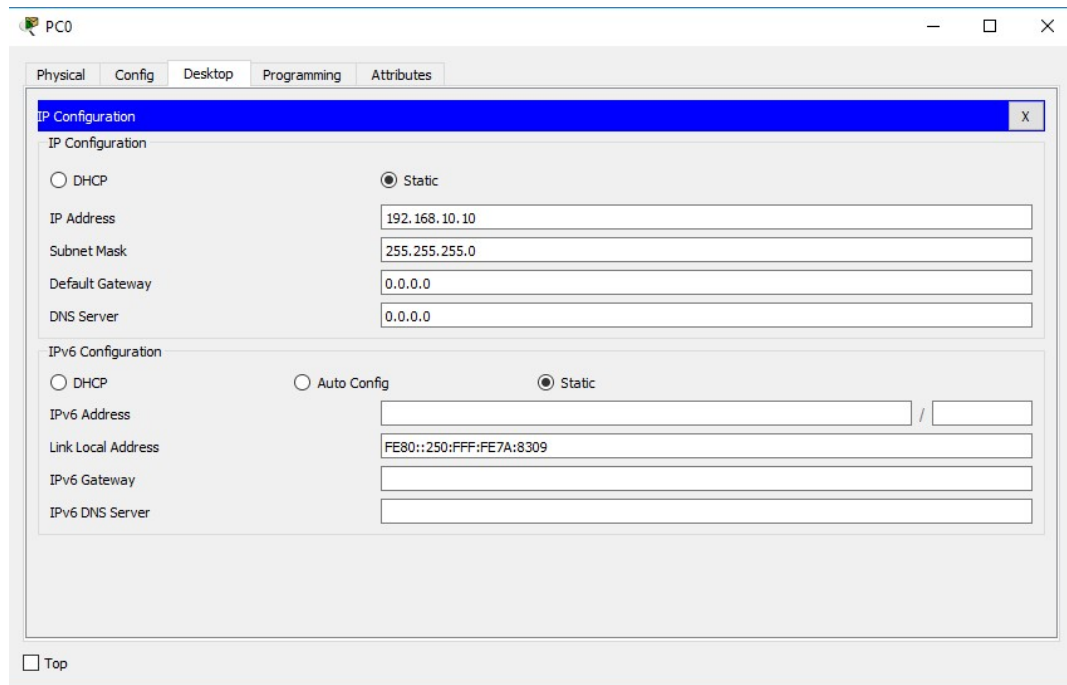 PC0
Physical Config Desktop Programming Attributes
IP Configuration X
IP Configuration
DHCP Static
IP Address 192.168.10.10
Subnet Mask 255.255.255.0
Default Gateway 0.0.0.0
DNS Server 0.0.0.0
IPv6 Configuration
DHCP Auto Config Static
IPv6 Address /
Link Local Address FE80::250:FFF:FE7A:8309
IPv6 Gateway
IPv6 DNS Server
Top